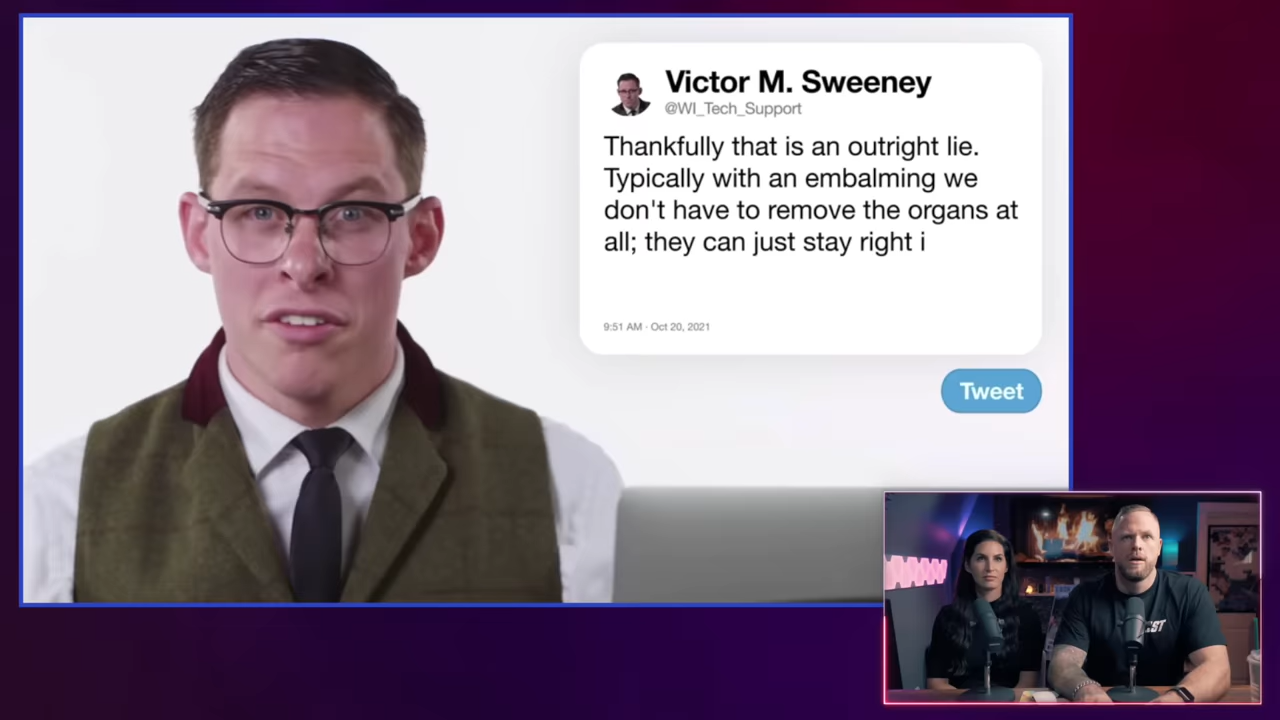 Victor M. Sweeney
@WI_Tech_Support
Thankfully that is an outright lie.
Typically with an embalming we
don't have to remove the organs at
all; they can just stay right i
9:51 AM · Oct 20, 2021
Tweet